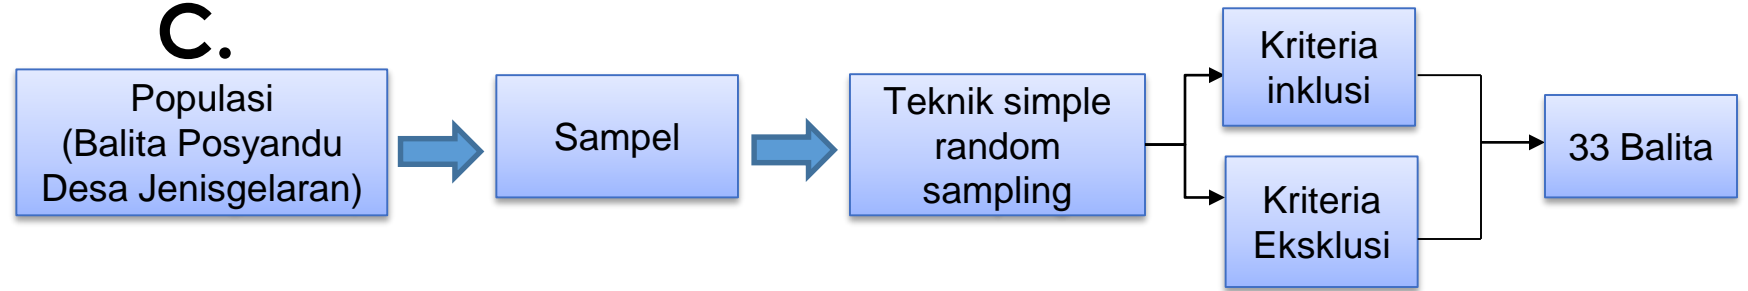 C.
Populasi
(Balita Posyandu
Desa Jenisgelaran)
Sampel
Teknik simple
random
sampling
Kriteria
inklusi
Kriteria
Eksklusi
33 Balita